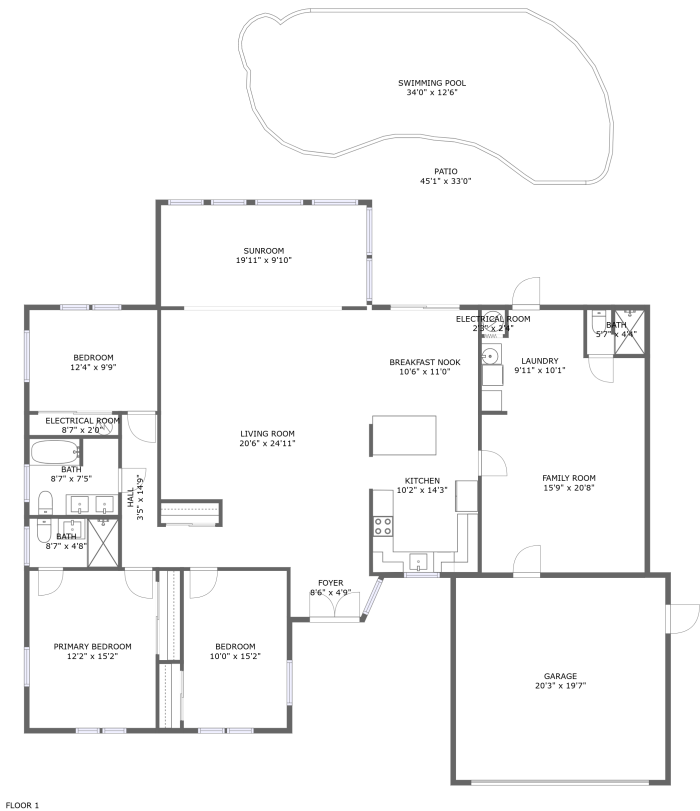 SWIMMING POOL
34'0" x 12'6"
PATIO
45'1" x 33'0"
SUNROOM
19'11" x 9'10"
ELECTRICAL ROOM
2'3" x 2'4"
BATH
5'7" x 4'4"
BEDROOM
12'4" x 9'9"
BREAKFAST NOOK
10'6" x 11'0"
LAUNDRY
9'11" x 10'1"
ELECTRICAL ROOM
8'7" x 2'0"
LIVING ROOM
20'6" x 24'11"
BATH
8'7" x 7'5"
HALL
3'5" x 14'9"
KITCHEN
10'2" x 14'3"
FAMILY ROOM
15'9" x 20'8"
BATH
8'7" x 4'8"
FOYER
8'6" x 4'9"
PRIMARY BEDROOM
12'2" x 15'2"
BEDROOM
10'0" x 15'2"
GARAGE
20'3" x 19'7"
FLOOR 1